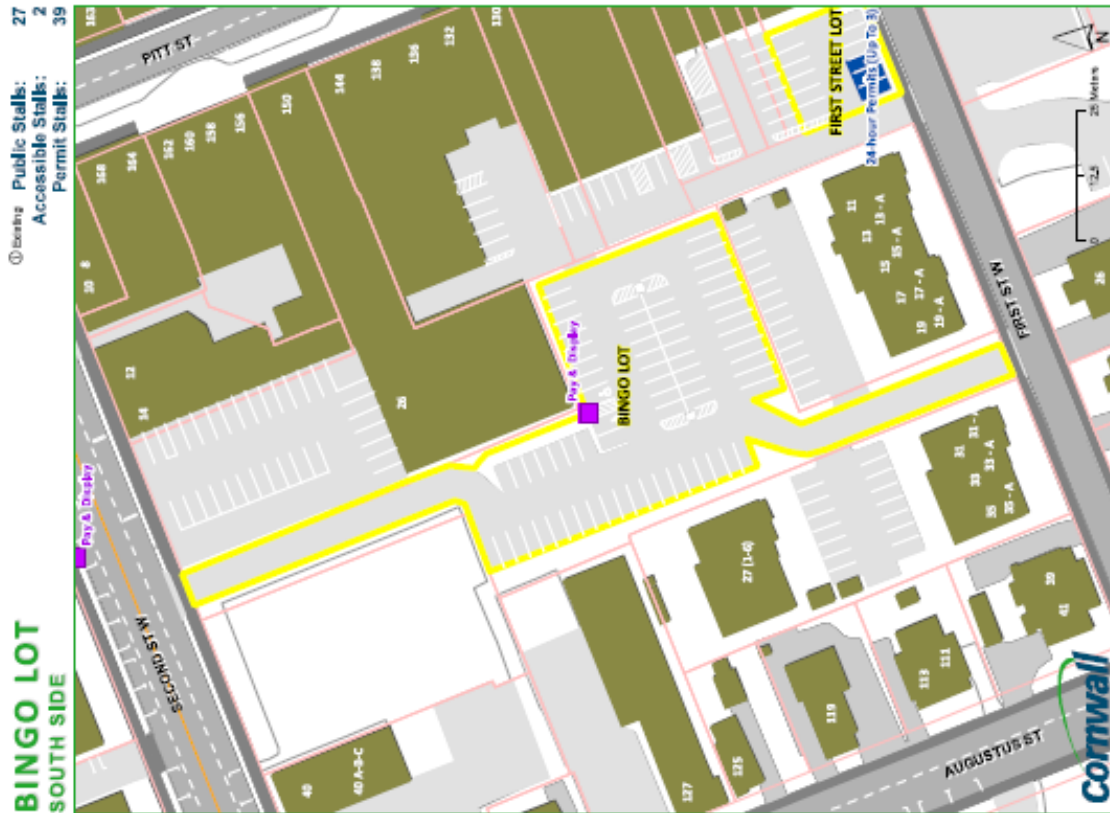 BINGO LOT
SOUTH SIDE
① Existing Public Stalls: 27
Accessible Stalls: 2
Permit Stalls: 39
Pay & Display
SECOND ST W
PITT ST
163
168
164
162
160
158
156
150
144
138
136
132
130
10
8
12
14
26
Pay & Display
BINGO LOT
FIRST STREET LOT
24-hour Permits (Up To 3)
11
13
13 - A
15
15 - A
17
17 - A
19
19 - A
FIRST ST W
26
31
33
33 - A
35
35 - A
27 (1-6)
39
41
113
111
119
125
127
40
40 A-B-C
AUGUSTUS ST
0
12.5
25 Meters
N
Cornwall